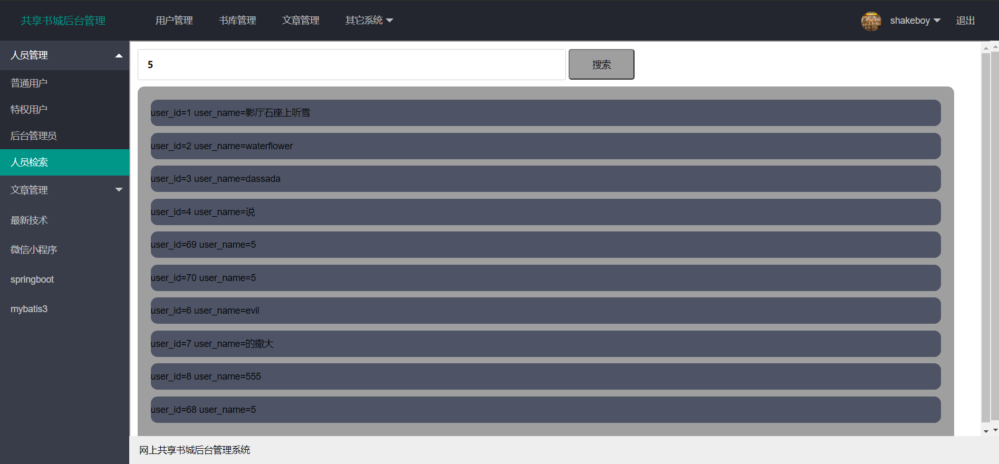 共享书城后台管理 用户管理 书库管理 文章管理 其它系统 shakeboy 退出
人员管理
普通用户
特权用户
后台管理员
人员检索
文章管理
最新技术
微信小程序
springboot
mybatis3
5 搜索
user_id=1 user_name=影厅石座上听雪
user_id=2 user_name=waterflower
user_id=3 user_name=dassada
user_id=4 user_name=说
user_id=69 user_name=5
user_id=70 user_name=5
user_id=6 user_name=evil
user_id=7 user_name=的撒大
user_id=8 user_name=555
user_id=68 user_name=5
网上共享书城后台管理系统